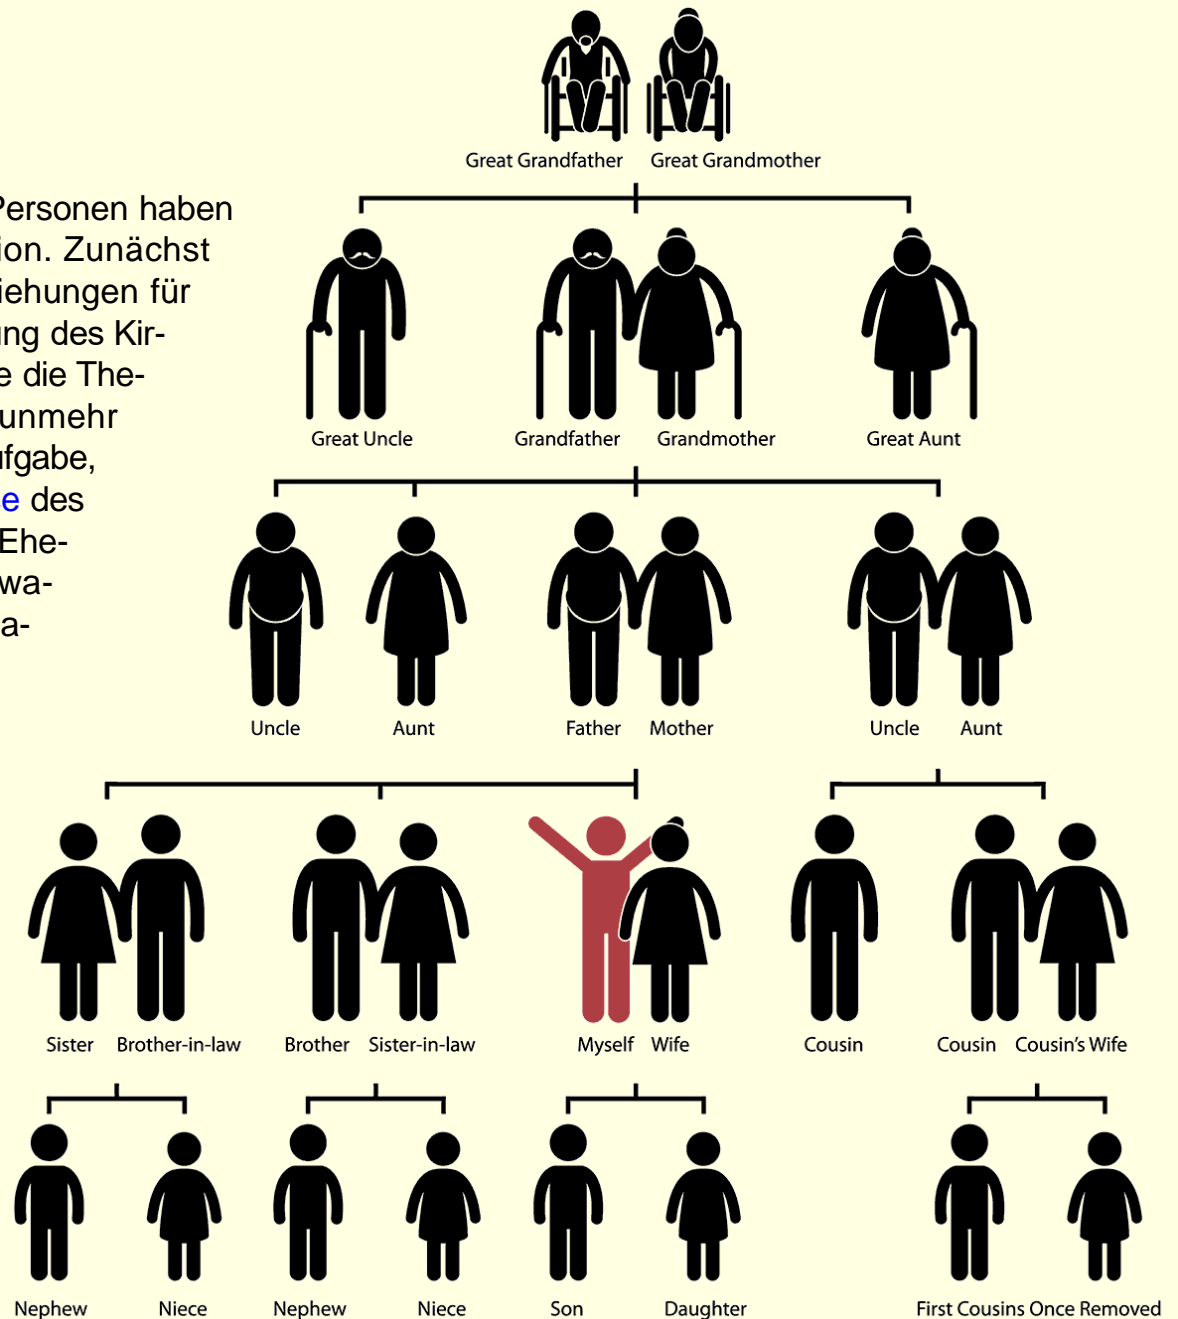 Great Grandfather Great Grandmother
Personen haben
ion. Zunächst
iehungen für
ung des Kir-
e die The-
unmehr
ufgabe,
e des
Ehe-
wa-
a-
Great Uncle Grandfather Grandmother Great Aunt
Uncle Aunt Father Mother Uncle Aunt
Sister Brother-in-law Brother Sister-in-law Myself Wife Cousin Cousin Cousin's Wife
Nephew Niece Nephew Niece Son Daughter First Cousins Once Removed